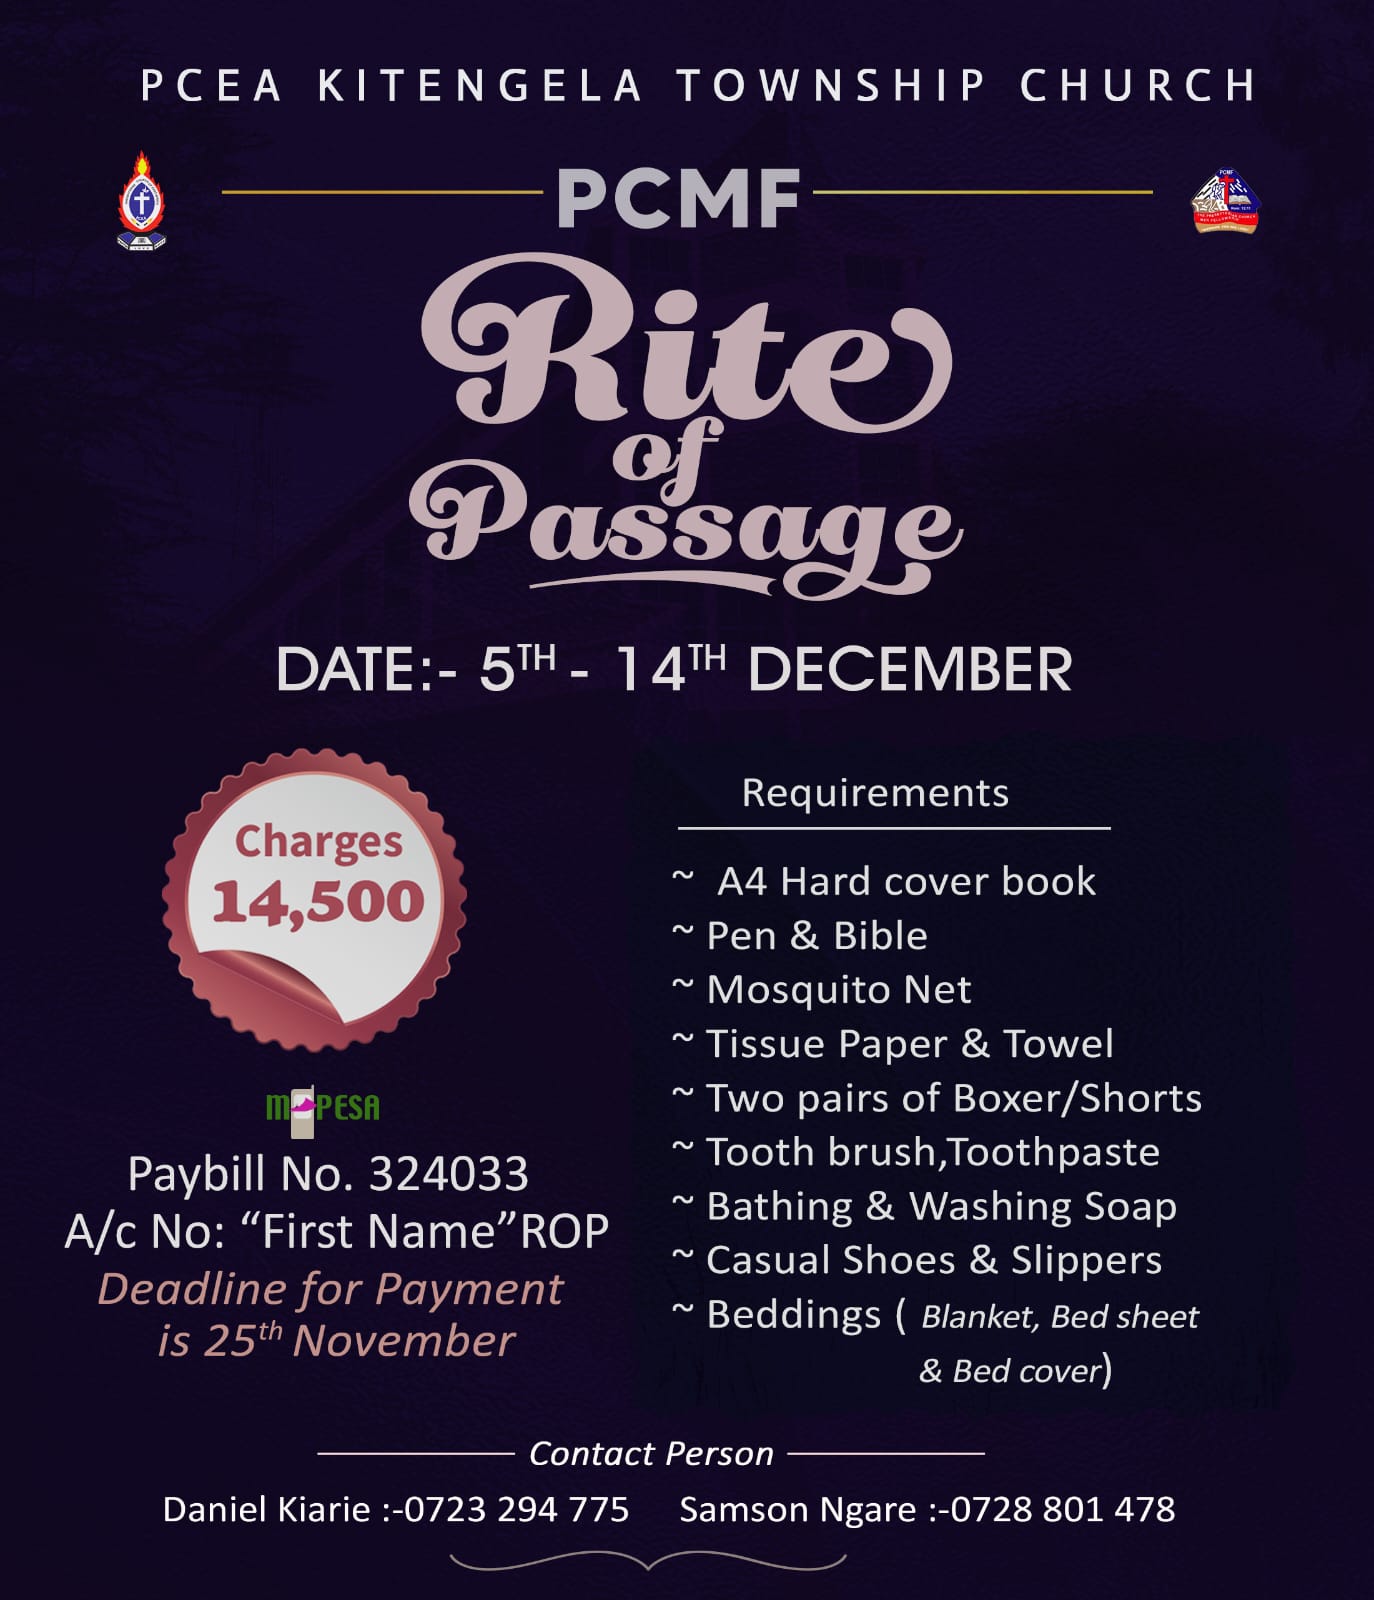 PCEA KITENGELA TOWNSHIP CHURCH
PCMF
PCMF
Rite
of
Passage
DATE:- 5TH - 14TH DECEMBER
Charges
14,500
M-PESA
Paybill No. 324033
A/c No: “First Name”ROP
Deadline for Payment
is 25th November
Requirements
~ A4 Hard cover book
~ Pen & Bible
~ Mosquito Net
~ Tissue Paper & Towel
~ Two pairs of Boxer/Shorts
~ Tooth brush,Toothpaste
~ Bathing & Washing Soap
~ Casual Shoes & Slippers
~ Beddings ( Blanket, Bed sheet
& Bed cover)
Contact Person
Daniel Kiarie :-0723 294 775 Samson Ngare :-0728 801 478